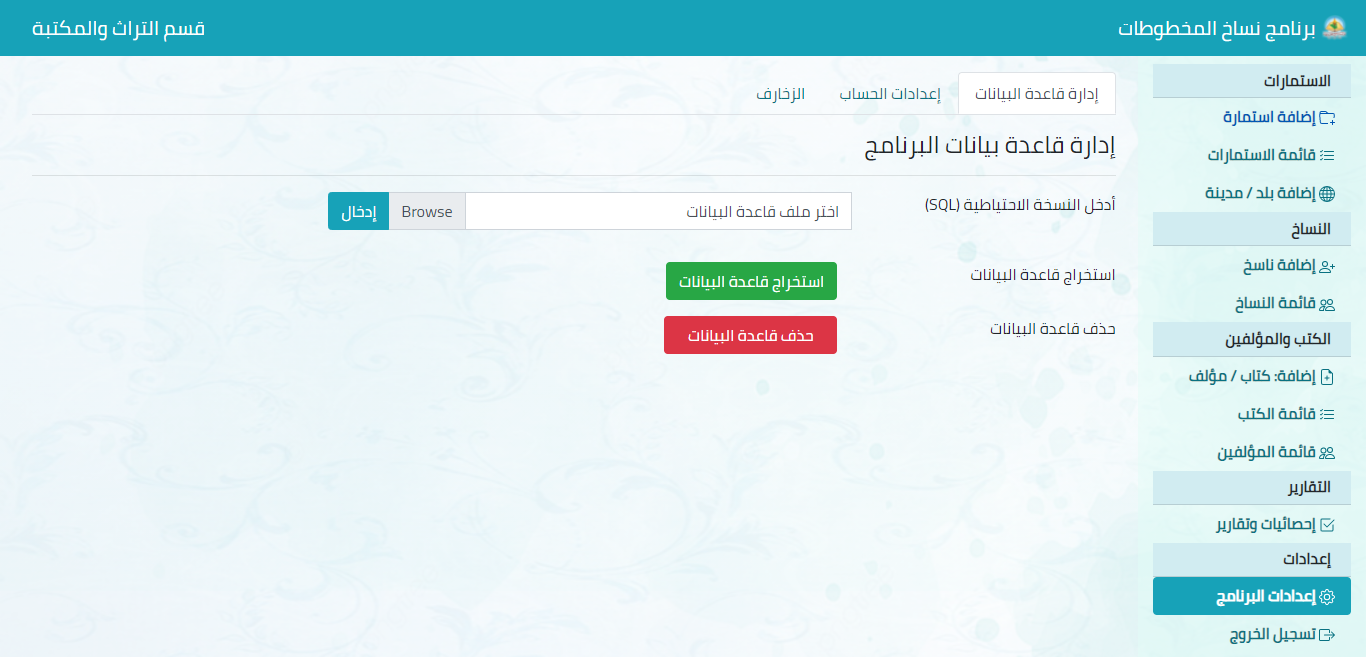 برنامج نساخ المخطوطات
قسم التراث والمكتبة
الاستمارات
إضافة استمارة
قائمة الاستمارات
إضافة بلد / مدينة
النساخ
إضافة ناسخ
قائمة النساخ
الكتب والمؤلفين
إضافة: كتاب / مؤلف
قائمة الكتب
قائمة المؤلفين
التقارير
إحصائيات وتقارير
إعدادات
إعدادات البرنامج
تسجيل الخروج
إدارة قاعدة البيانات
إعدادات الحساب
الزخارف
إدارة قاعدة بيانات البرنامج
أدخل النسخة الاحتياطية (SQL)
اختر ملف قاعدة البيانات
Browse
إدخال
استخراج قاعدة البيانات
استخراج قاعدة البيانات
حذف قاعدة البيانات
حذف قاعدة البيانات